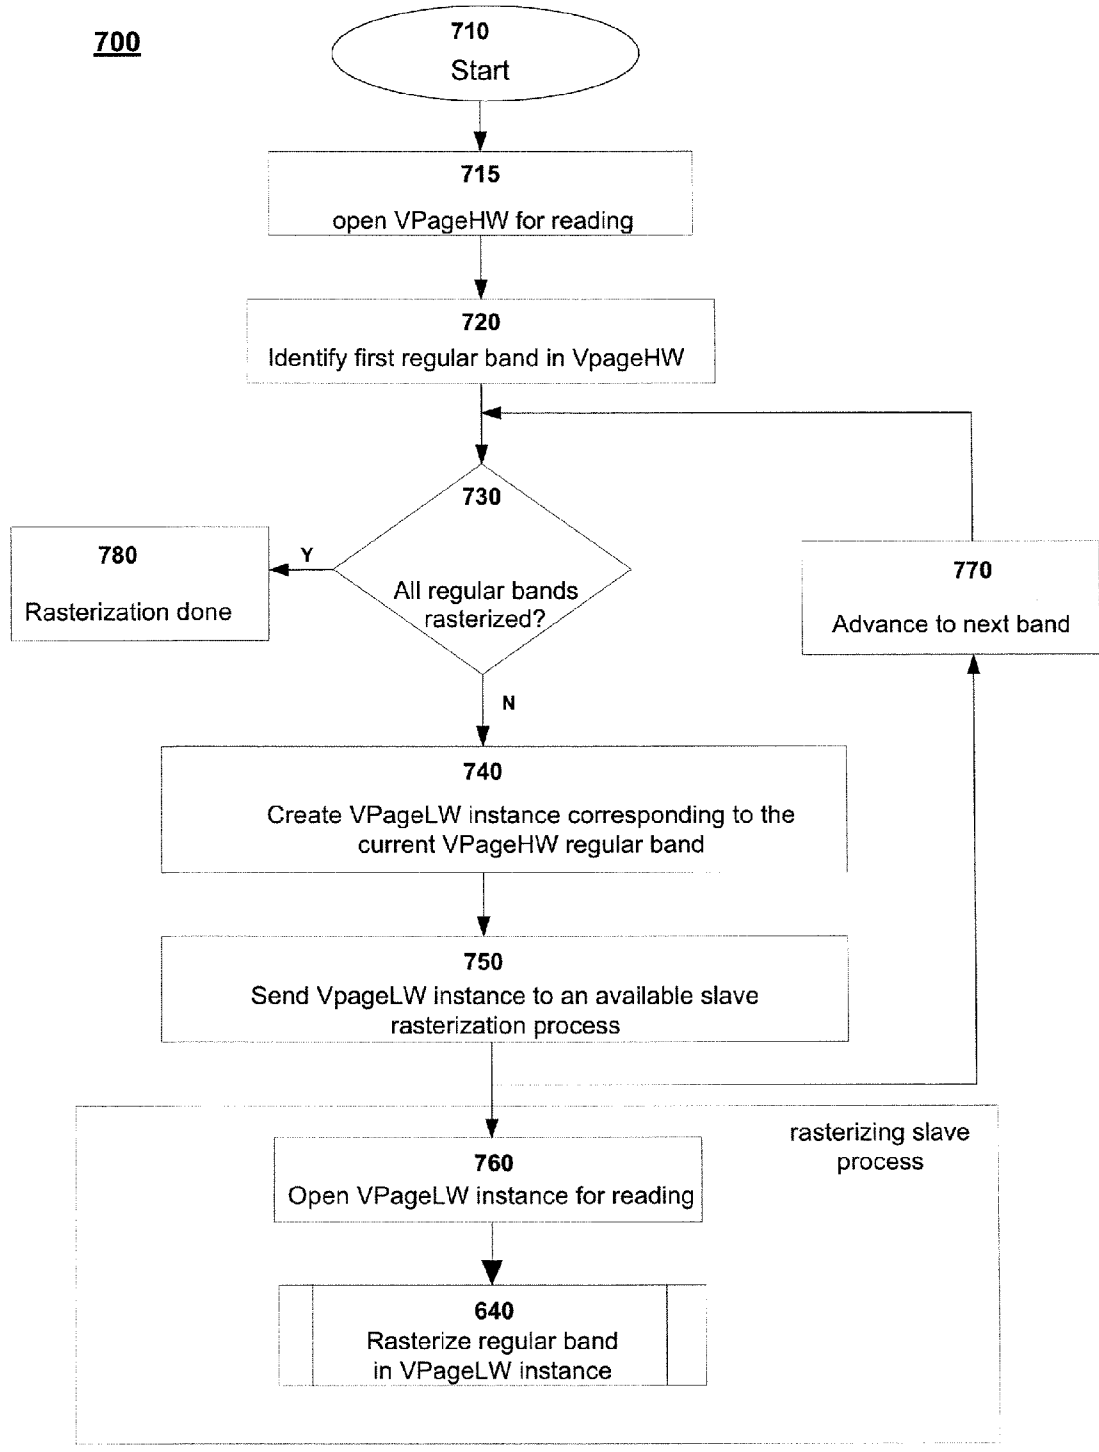 700
710
Start
715
open VPageHW for reading
720
Identify first regular band in VpageHW
730
All regular bands
rasterized?
Y
780
Rasterization done
770
Advance to next band
N
740
Create VPageLW instance corresponding to the
current VPageHW regular band
750
Send VpageLW instance to an available slave
rasterization process
rasterizing slave
process
760
Open VPageLW instance for reading
640
Rasterize regular band
in VPageLW instance